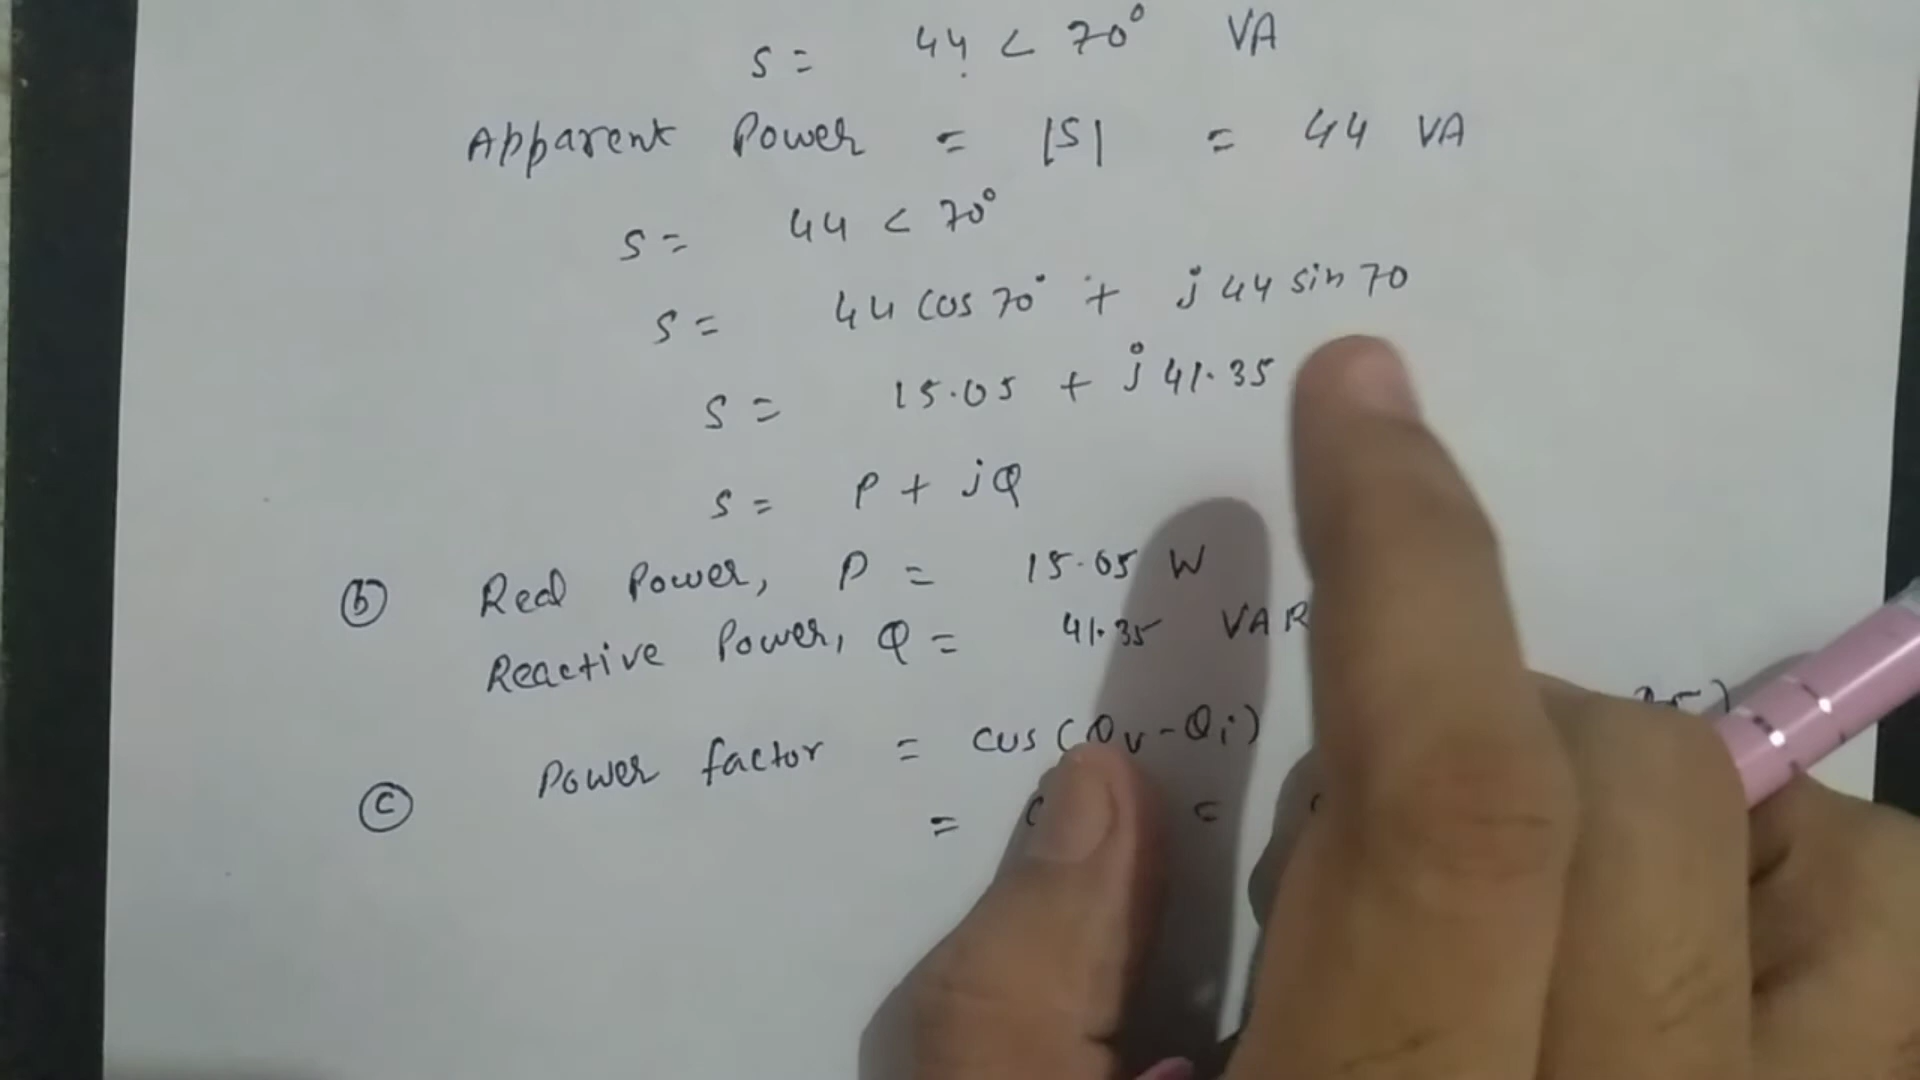 S = 44 < 70° VA
Apparent Power = |S| = 44 VA
S = 44 < 70°
S = 44 cos 70° + j 44 sin 70
S = 15.05 + j 41.35
S = P + jQ
(b) Real Power, P = 15.05 W
Reactive Power, Q = 41.35 VAR
(c) Power factor = cos (θv - θi)
=
=